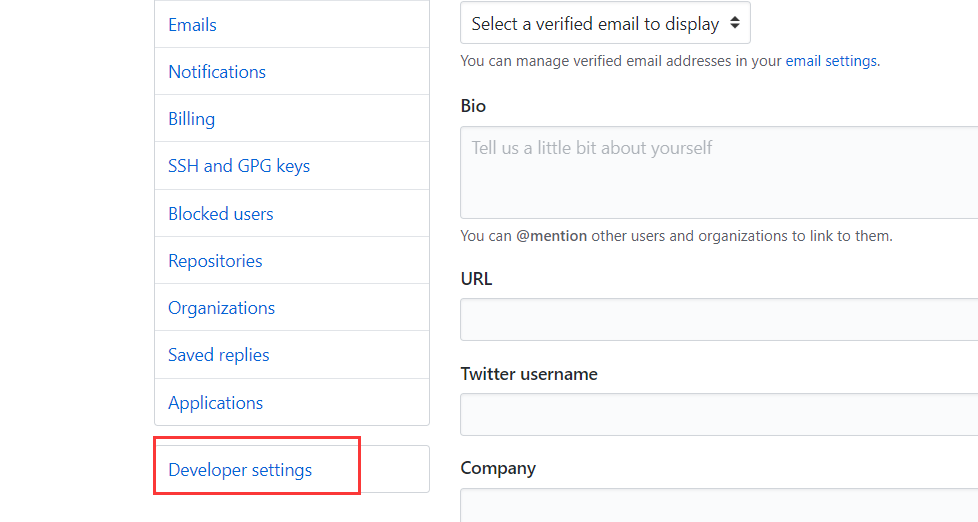 Emails
Notifications
Billing
SSH and GPG keys
Blocked users
Repositories
Organizations
Saved replies
Applications
Developer settings
Select a verified email to display
You can manage verified email addresses in your email settings.
Bio
Tell us a little bit about yourself
You can @mention other users and organizations to link to them.
URL
Twitter username
Company